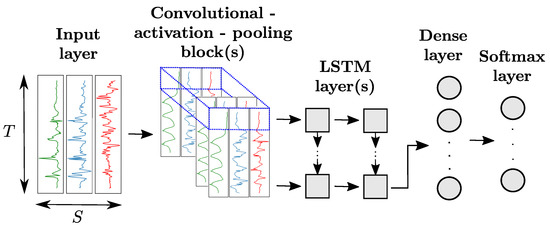 Input
layer
Convolutional -
activation - pooling
block(s)
LSTM
layer(s)
Dense
layer
Softmax
layer
T
S